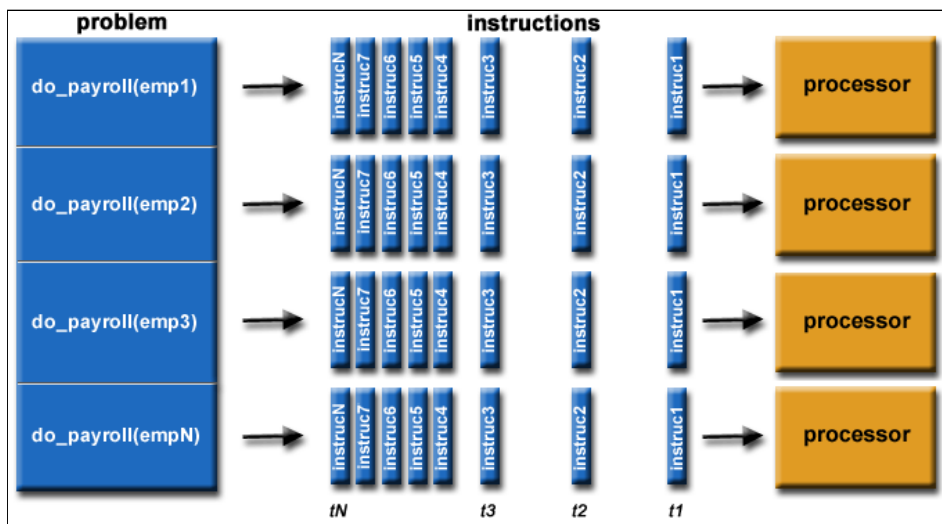 problem
instructions
do_payroll(emp1)
instrucN
instruc7
instruc6
instruc5
instruc4
instruc3
instruc2
instruc1
processor
do_payroll(emp2)
instrucN
instruc7
instruc6
instruc5
instruc4
instruc3
instruc2
instruc1
processor
do_payroll(emp3)
instrucN
instruc7
instruc6
instruc5
instruc4
instruc3
instruc2
instruc1
processor
do_payroll(empN)
instrucN
instruc7
instruc6
instruc5
instruc4
instruc3
instruc2
instruc1
processor
tN
t3
t2
t1